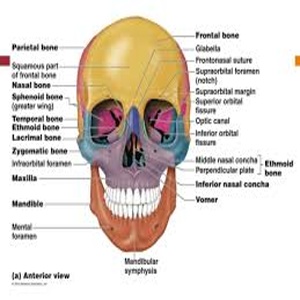 Parietal bone
Squamous part
of frontal bone
Nasal bone
Sphenoid bone
(greater wing)
Temporal bone
Ethmoid bone
Lacrimal bone
Zygomatic bone
Infraorbital foramen
Maxilla
Mandible
Mental
foramen
(a) Anterior view
Mandibular
symphysis
Frontal bone
Glabella
Frontonasal suture
Supraorbital foramen
(notch)
Supraorbital margin
Superior orbital
fissure
Optic canal
Inferior orbital
fissure
Middle nasal concha
Perpendicular plate
Ethmoid
bone
Inferior nasal concha
Vomer